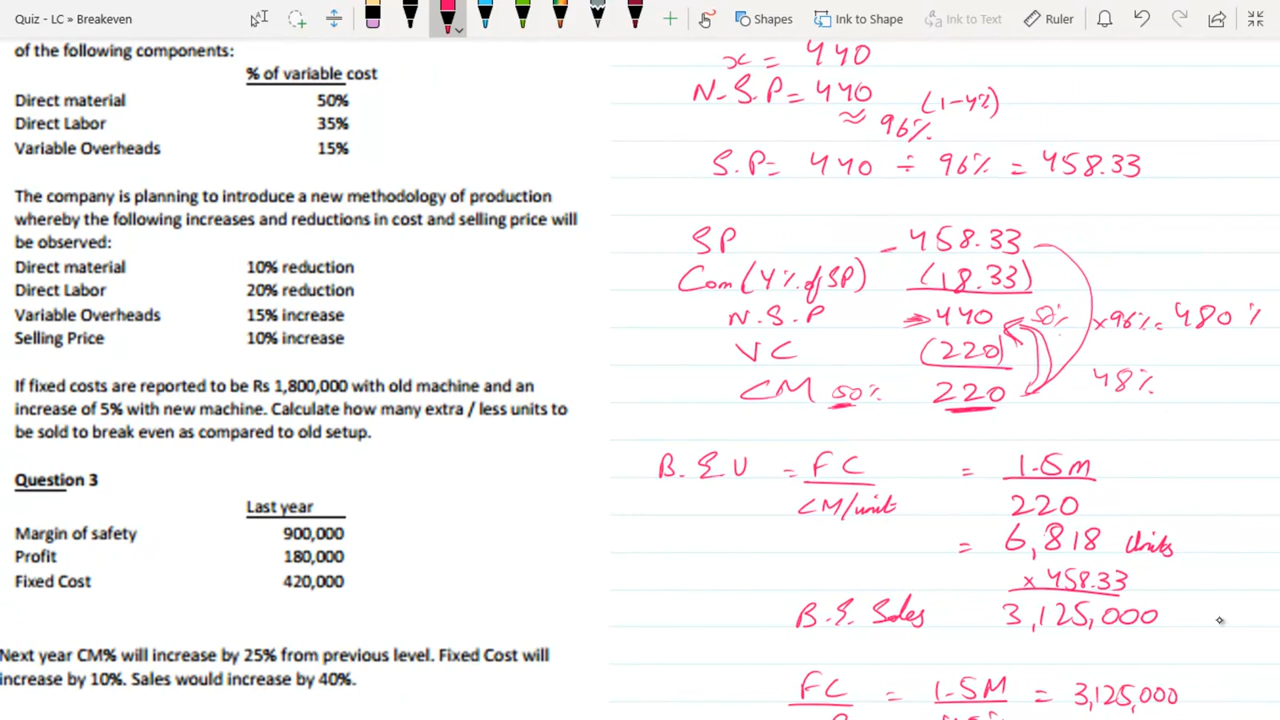 Quiz - LC » Breakeven
Shapes
Ink to Shape
Ink to Text
Ruler
of the following components:
% of variable cost
Direct material 50%
Direct Labor 35%
Variable Overheads 15%
The company is planning to introduce a new methodology of production
whereby the following increases and reductions in cost and selling price will
be observed:
Direct material 10% reduction
Direct Labor 20% reduction
Variable Overheads 15% increase
Selling Price 10% increase
If fixed costs are reported to be Rs 1,800,000 with old machine and an
increase of 5% with new machine. Calculate how many extra / less units to
be sold to break even as compared to old setup.
Question 3
Last year
Margin of safety 900,000
Profit 180,000
Fixed Cost 420,000
Next year CM% will increase by 25% from previous level. Fixed Cost will
increase by 10%. Sales would increase by 40%.
x = 440
N.S.P = 440 (1-4%)
≈ 96%
S.P = 440 ÷ 96% = 458.33
SP 458.33
Com (4% of SP) (18.33)
N.S.P 440 x96% = 480%
VC (220)
CM 50% 220 48%
B.E.U = FC = 1.5M
CM/unit 220
= 6,818 Units
x 458.33
B.E. Sales 3,125,000
FC = 1.5M = 3,125,000